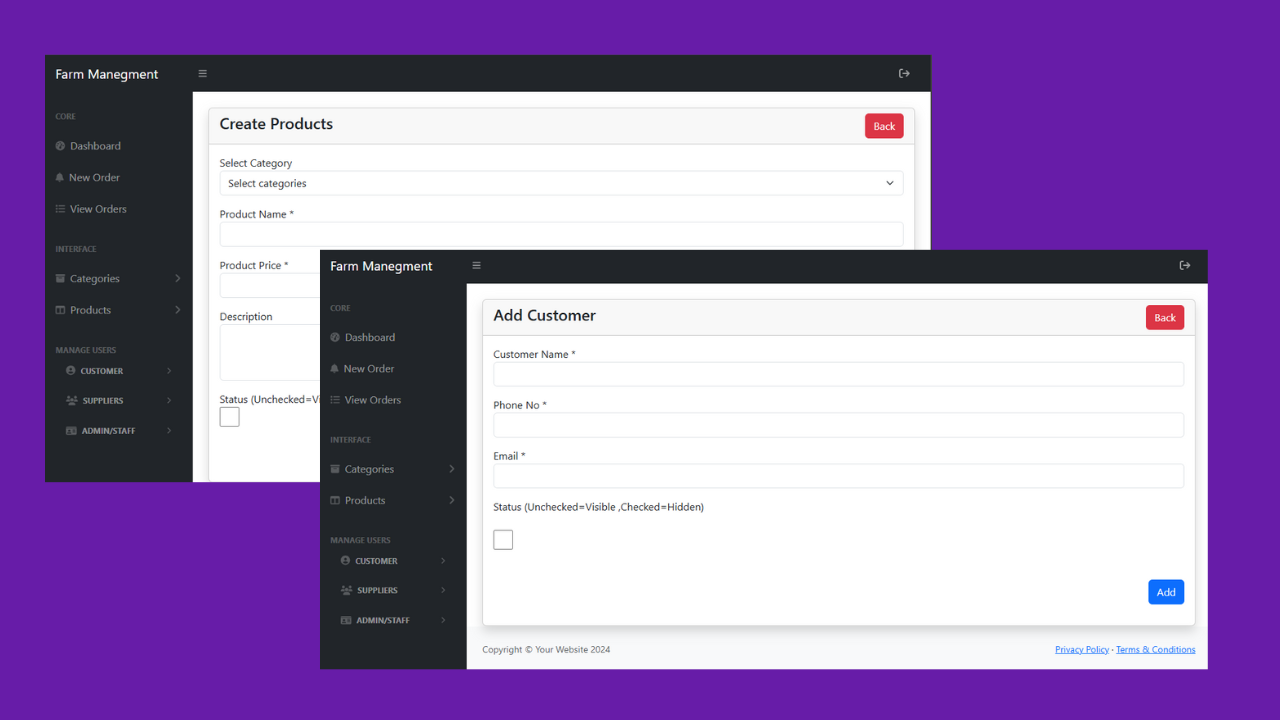 Farm Manegment
CORE
Dashboard
New Order
View Orders
INTERFACE
Categories
Products
MANAGE USERS
CUSTOMER
SUPPLIERS
ADMIN/STAFF
Create Products
Back
Select Category
Select categories
Product Name *
Product Price *
Description
Status (Unchecked=Vi
Farm Manegment
CORE
Dashboard
New Order
View Orders
INTERFACE
Categories
Products
MANAGE USERS
CUSTOMER
SUPPLIERS
ADMIN/STAFF
Add Customer
Back
Customer Name *
Phone No *
Email *
Status (Unchecked=Visible ,Checked=Hidden)
Add
Copyright © Your Website 2024
Privacy Policy · Terms & Conditions